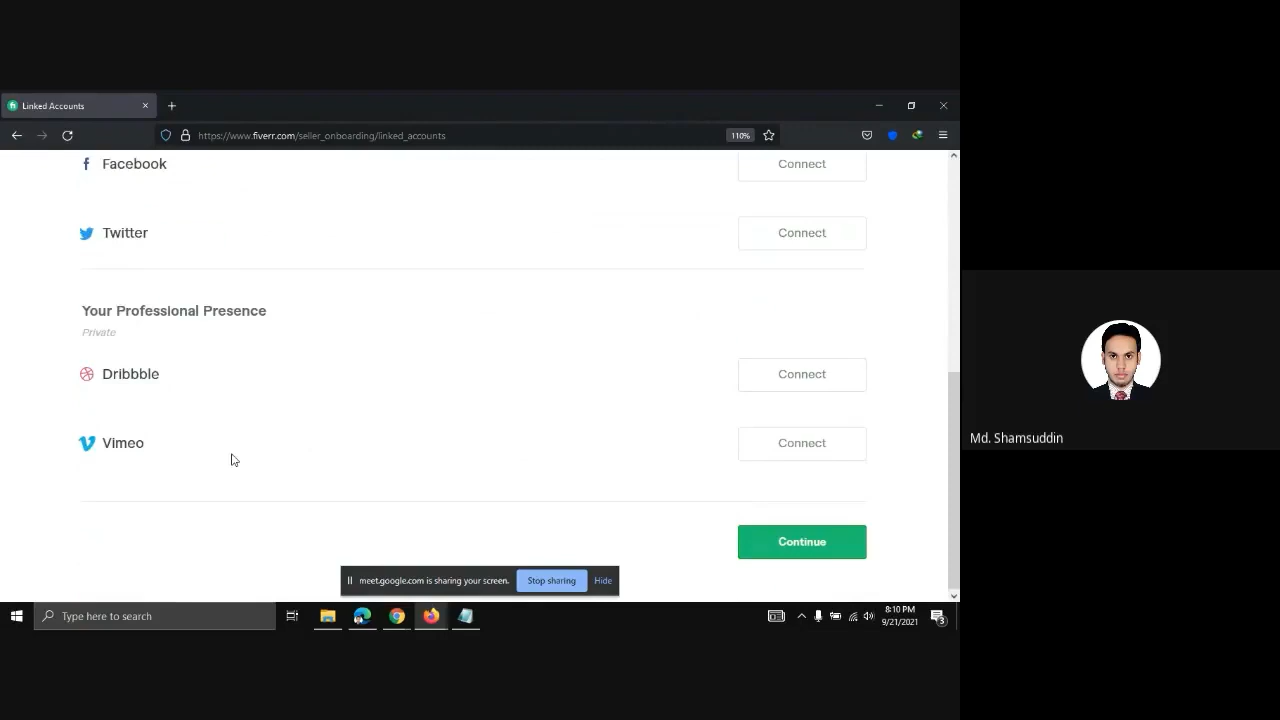 Linked Accounts
https://www.fiverr.com/seller_onboarding/linked_accounts
110%
Facebook
Connect
Twitter
Connect
Your Professional Presence
Private
Dribbble
Connect
Vimeo
Connect
Continue
meet.google.com is sharing your screen.
Stop sharing
Hide
Type here to search
8:10 PM
9/21/2021
3
Md. Shamsuddin